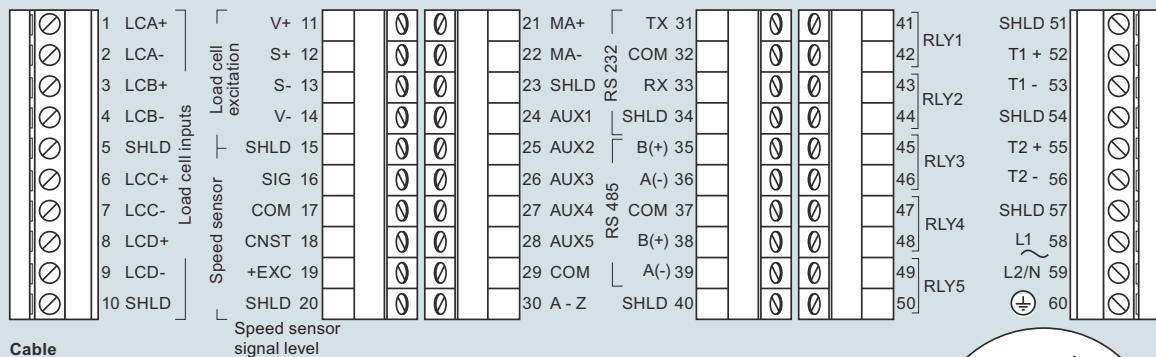 1 LCA+
2 LCA-
3 LCB+
4 LCB-
5 SHLD
6 LCC+
7 LCC-
8 LCD+
9 LCD-
10 SHLD
Load cell inputs
Load cell
excitation
Speed sensor
V+ 11
S+ 12
S- 13
V- 14
SHLD 15
SIG 16
COM 17
CNST 18
+EXC 19
SHLD 20
Speed sensor
signal level
21 MA+
22 MA-
23 SHLD
24 AUX1
25 AUX2
26 AUX3
27 AUX4
28 AUX5
29 COM
30 A - Z
RS 232
RS 485
TX 31
COM 32
RX 33
SHLD 34
B(+) 35
A(-) 36
COM 37
B(+) 38
A(-) 39
SHLD 40
41
42
RLY1
43
44
RLY2
45
46
RLY3
47
48
RLY4
49
50
RLY5
SHLD 51
T1 + 52
T1 - 53
SHLD 54
T2 + 55
T2 - 56
SHLD 57
L1 58
L2/N 59
60
Cable